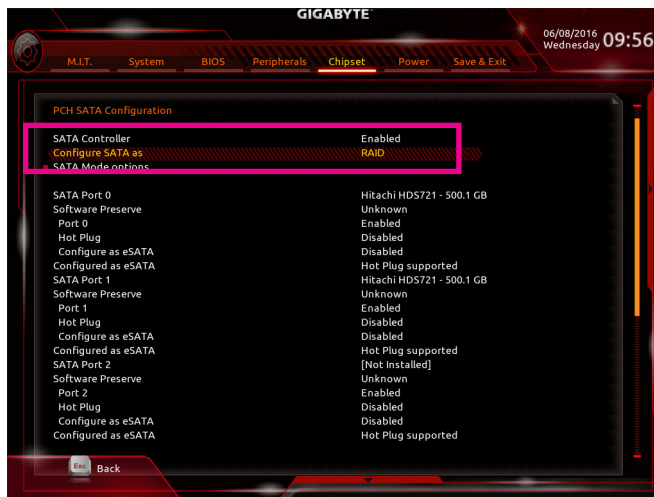 GIGABYTE™
06/08/2016
Wednesday 09:56
M.I.T. System BIOS Peripherals Chipset Power Save & Exit
PCH SATA Configuration
SATA Controller Enabled
Configure SATA as RAID
SATA Mode options
SATA Port 0 Hitachi HDS721 - 500.1 GB
Software Preserve Unknown
Port 0 Enabled
Hot Plug Disabled
Configure as eSATA Disabled
Configured as eSATA Hot Plug supported
SATA Port 1 Hitachi HDS721 - 500.1 GB
Software Preserve Unknown
Port 1 Enabled
Hot Plug Disabled
Configure as eSATA Disabled
Configured as eSATA Hot Plug supported
SATA Port 2 [Not Installed]
Software Preserve Unknown
Port 2 Enabled
Hot Plug Disabled
Configure as eSATA Disabled
Configured as eSATA Hot Plug supported
Esc Back